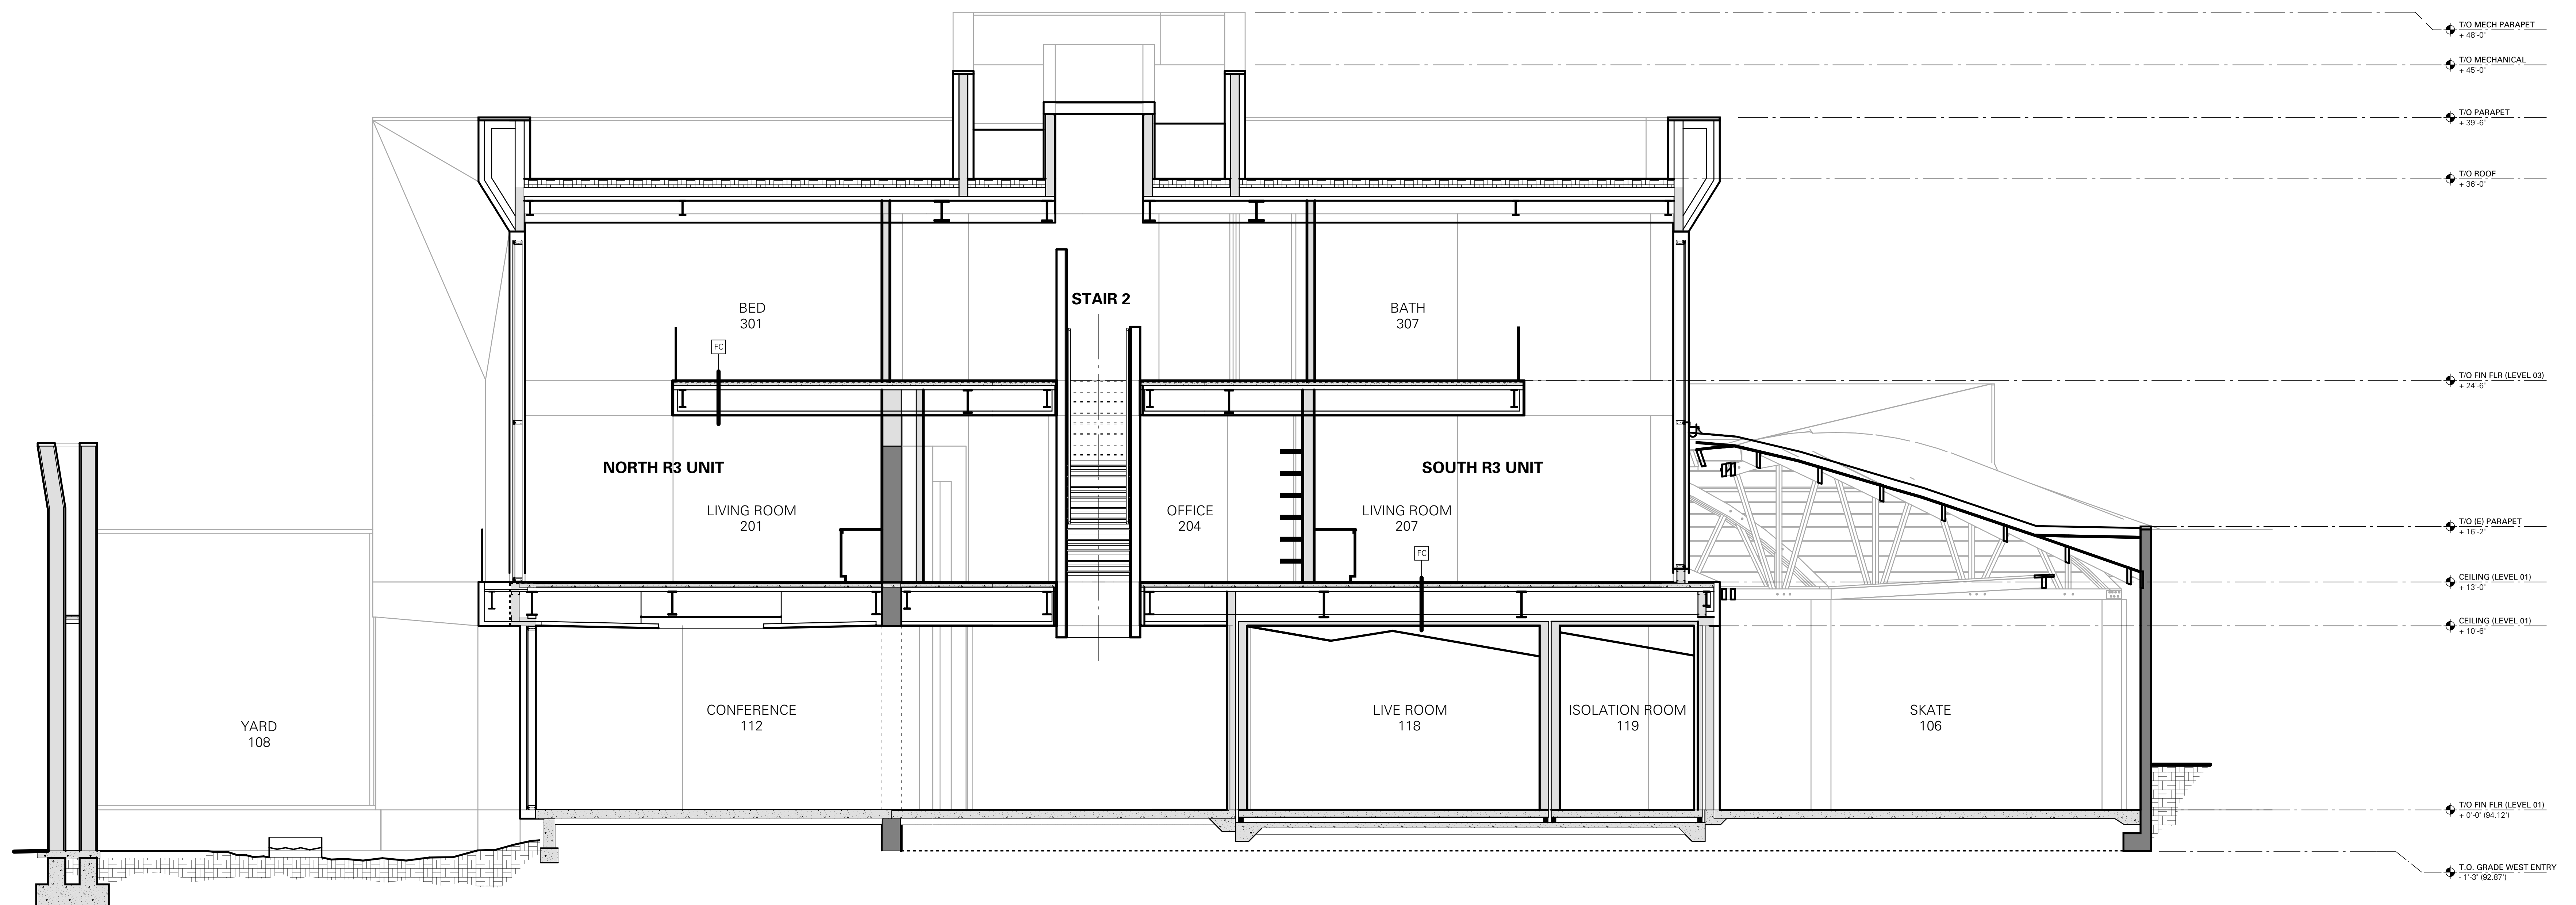 T/O MECH PARAPET
+ 48'-0"
T/O MECHANICAL
+ 45'-0"
T/O PARAPET
+ 39'-6"
T/O ROOF
+ 36'-0"
STAIR 2
BED
301
BATH
307
FC
T/O FIN FLR (LEVEL 03)
+ 24'-6"
NORTH R3 UNIT
SOUTH R3 UNIT
LIVING ROOM
201
OFFICE
204
LIVING ROOM
207
T/O (E) PARAPET
+ 16'-2"
FC
CEILING (LEVEL 01)
+ 13'-0"
CEILING (LEVEL 01)
+ 10'-6"
YARD
108
CONFERENCE
112
LIVE ROOM
118
ISOLATION ROOM
119
SKATE
106
T/O FIN FLR (LEVEL 01)
+ 0'-0" (94.12')
T.O. GRADE WEST ENTRY
- 1'-3" (92.87')